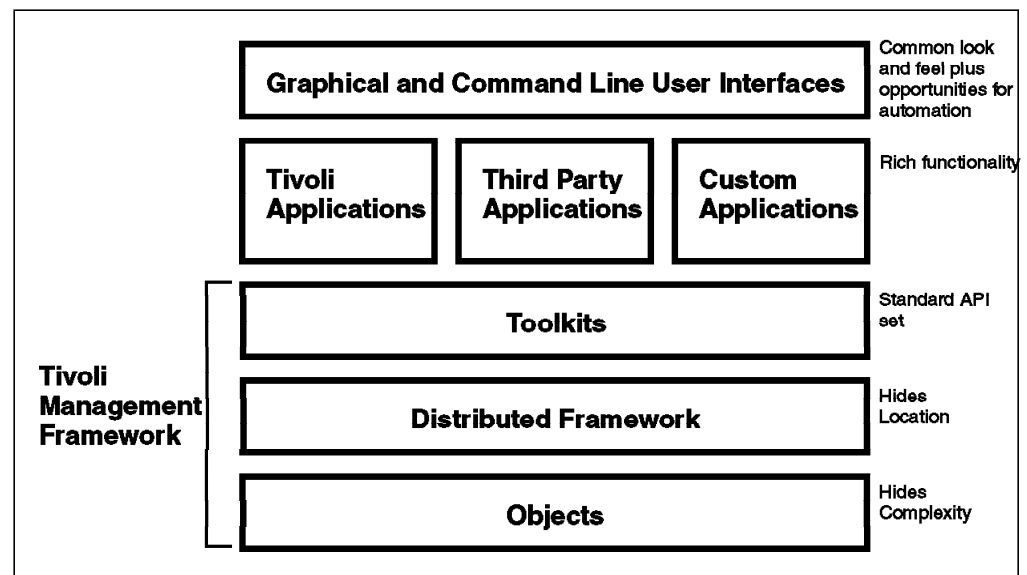 Graphical and Command Line User Interfaces
Common look
and feel plus
opportunities for
automation
Tivoli
Applications
Third Party
Applications
Custom
Applications
Rich functionality
Tivoli
Management
Framework
Toolkits
Standard API
set
Distributed Framework
Hides
Location
Objects
Hides
Complexity